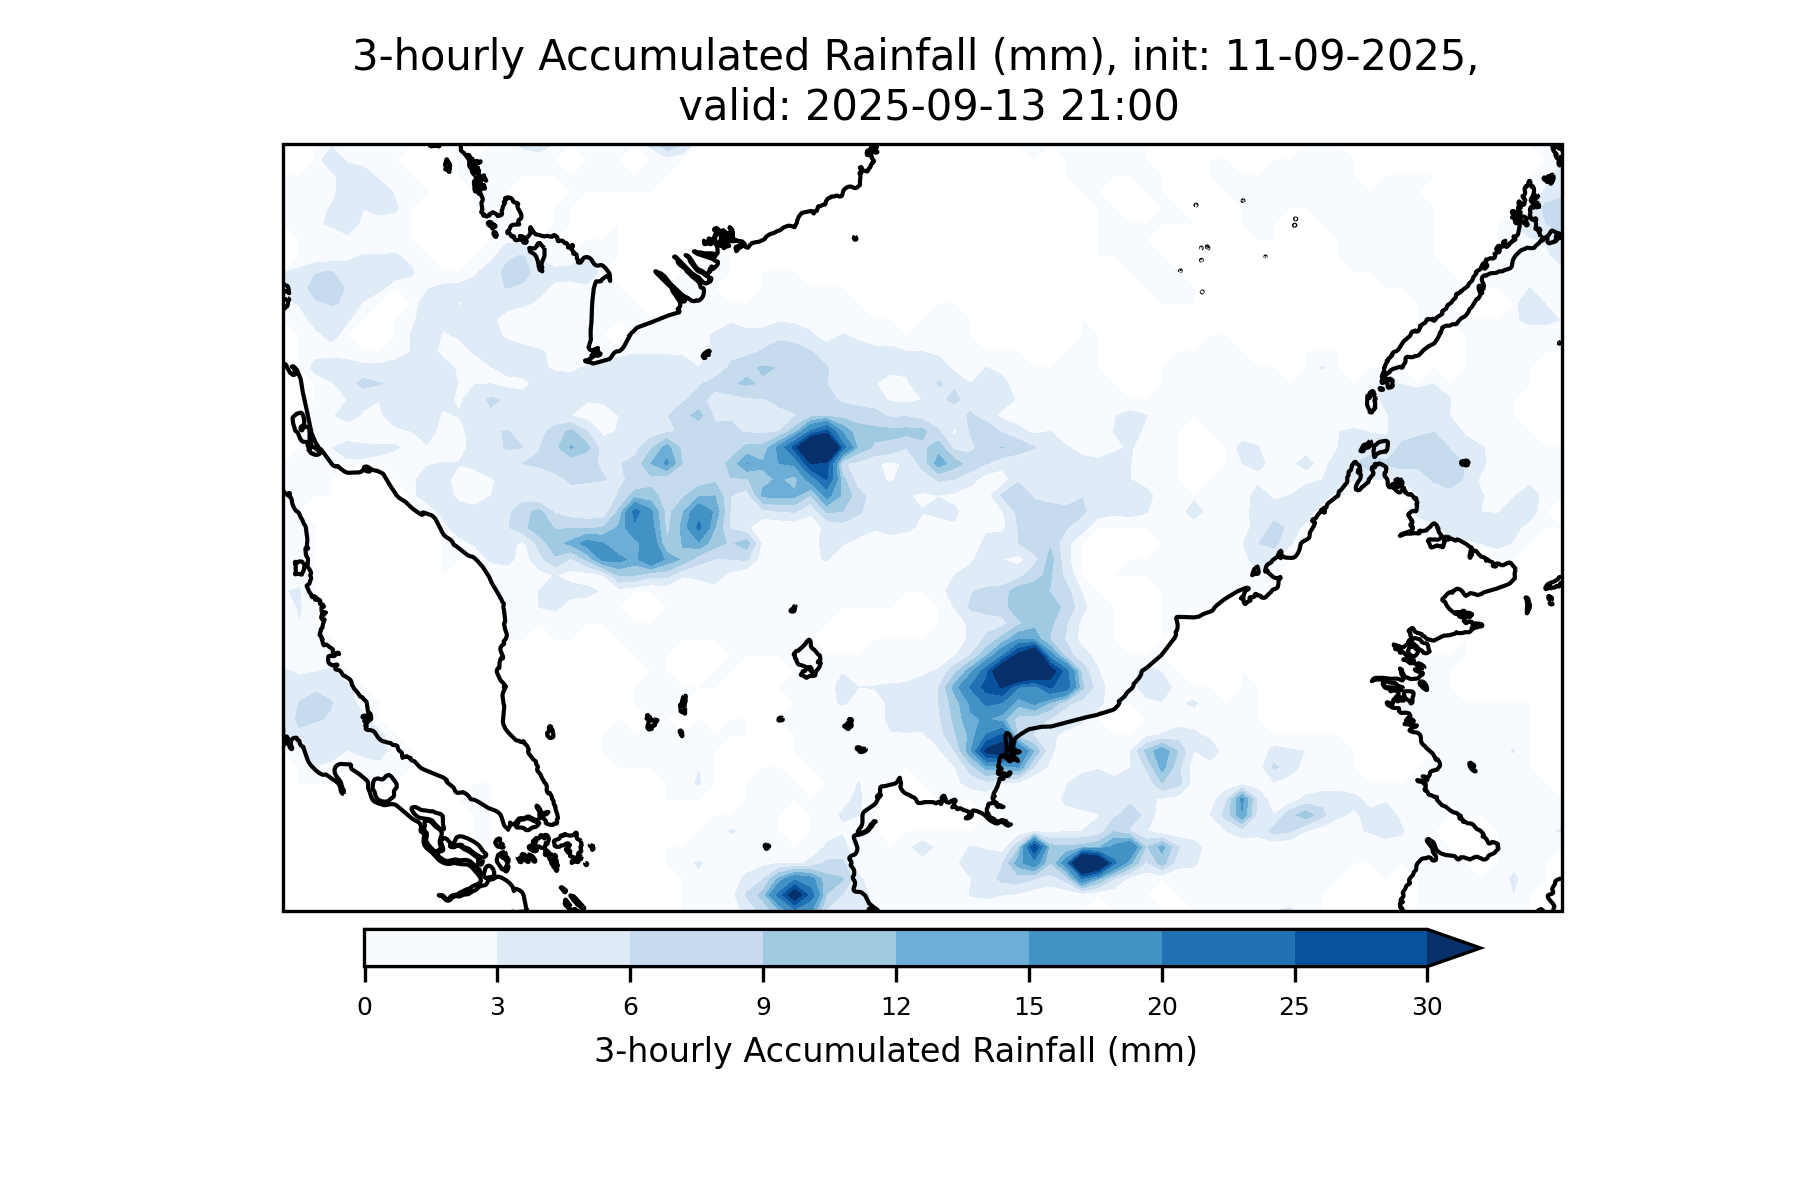 3-hourly Accumulated Rainfall (mm), init: 11-09-2025,
valid: 2025-09-13 21:00
0 3 6 9 12 15 20 25 30
3-hourly Accumulated Rainfall (mm)